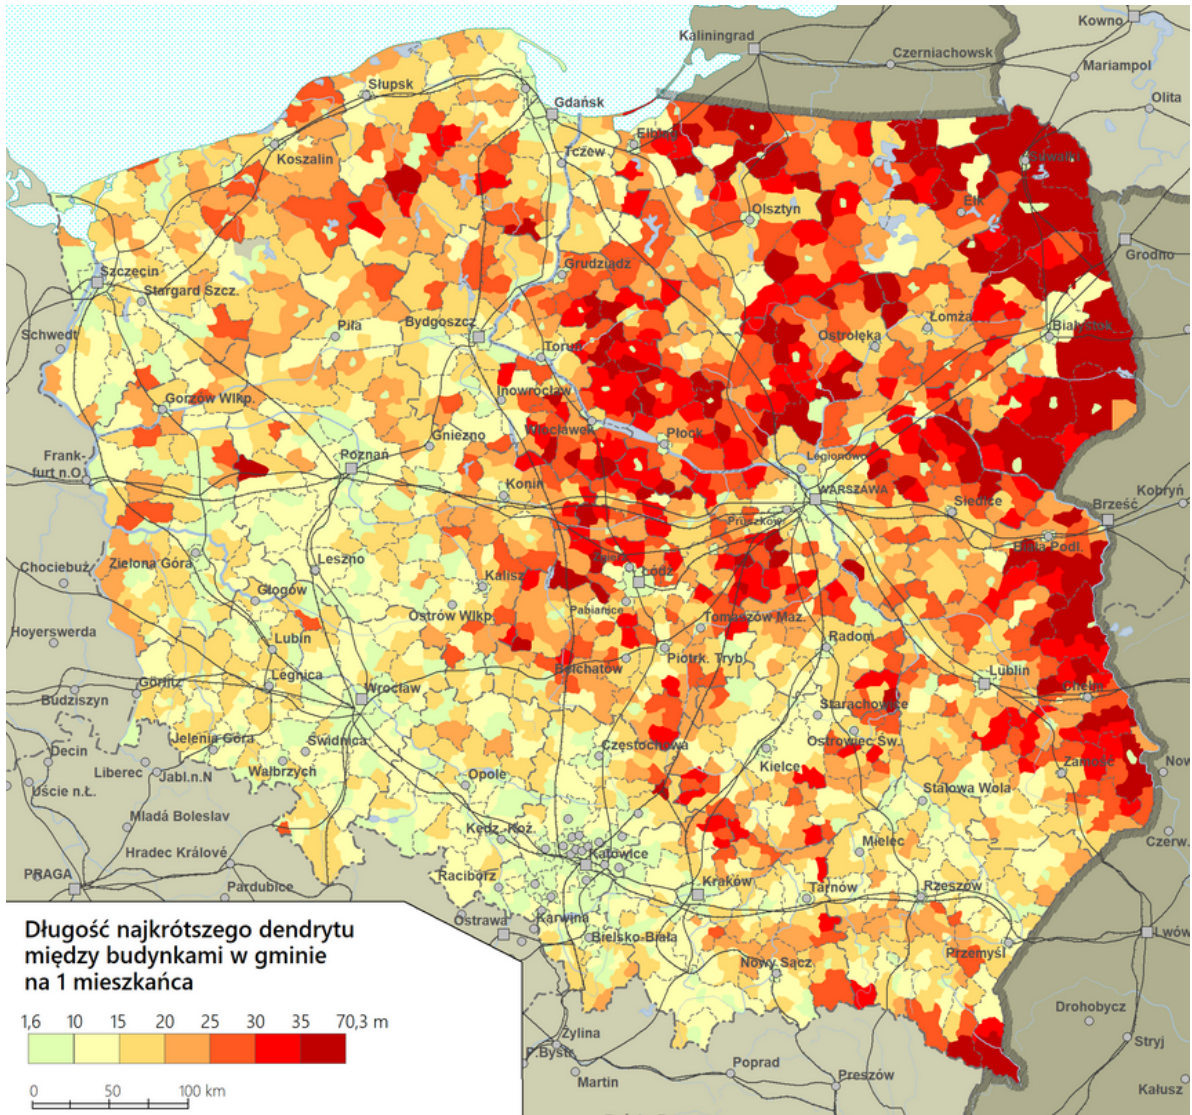 Kowno
Kaliningrad
Czerniachowsk
Mariampol
Olita
Słupsk
Gdańsk
Koszalin
Elbląg
Tczew
Suwałki
Ełk
Olsztyn
Grodno
Szczecin
Grudziądz
Stargard Szcz.
Schwedt
Piła
Bydgoszcz
Łomża
Ostrołęka
Białystok
Toruń
Inowrocław
Gorzów Wlkp.
Włocławek
Płock
Gniezno
Frank-
furt n.O.
Poznań
Legionowo
Konin
WARSZAWA
Siedlce
Brześć
Kobryń
Pruszków
Biała Podl.
Zgierz
Łódź
Chociebuż
Zielona Góra
Leszno
Kalisz
Głogów
Pabianice
Ostrów Wlkp.
Tomaszów Maz.
Hoyerswerda
Lubin
Radom
Piotrk. Tryb.
Bełchatów
Lublin
Legnica
Wrocław
Görlitz
Budziszyn
Chełm
Starachowice
Jelenia Góra
Świdnica
Częstochowa
Ostrowiec Św.
Decin
Liberec
Jabl.n.N
Wałbrzych
Kielce
Zamość
Now
Opole
Stalowa Wola
Uście n.Ł.
Mladá Boleslav
Kędz.-Koź.
Czerw.
Hradec Králové
Katowice
Mielec
PRAGA
Pardubice
Racibórz
Kraków
Tarnów
Rzeszów
Ostrawa
Karwina
Bielsko-Biała
Przemyśl
Lwów
Nowy Sącz
Długość najkrótszego dendrytu
między budynkami w gminie
na 1 mieszkańca
Drohobycz
1,6 10 15 20 25 30 35 70,3 m
Żylina
P.Bystr.
Stryj
Poprad
Martin
Preszów
Kałusz
0 50 100 km